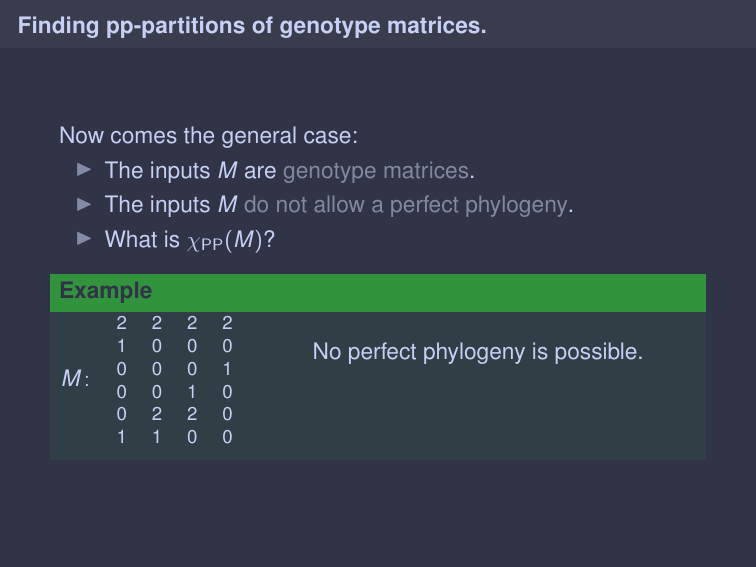 Finding pp-partitions of genotype matrices.
Now comes the general case:
▶ The inputs M are genotype matrices.
▶ The inputs M do not allow a perfect phylogeny.
▶ What is χPP(M)?
Example
M:
2 2 2 2
1 0 0 0
0 0 0 1
0 0 1 0
0 2 2 0
1 1 0 0
No perfect phylogeny is possible.